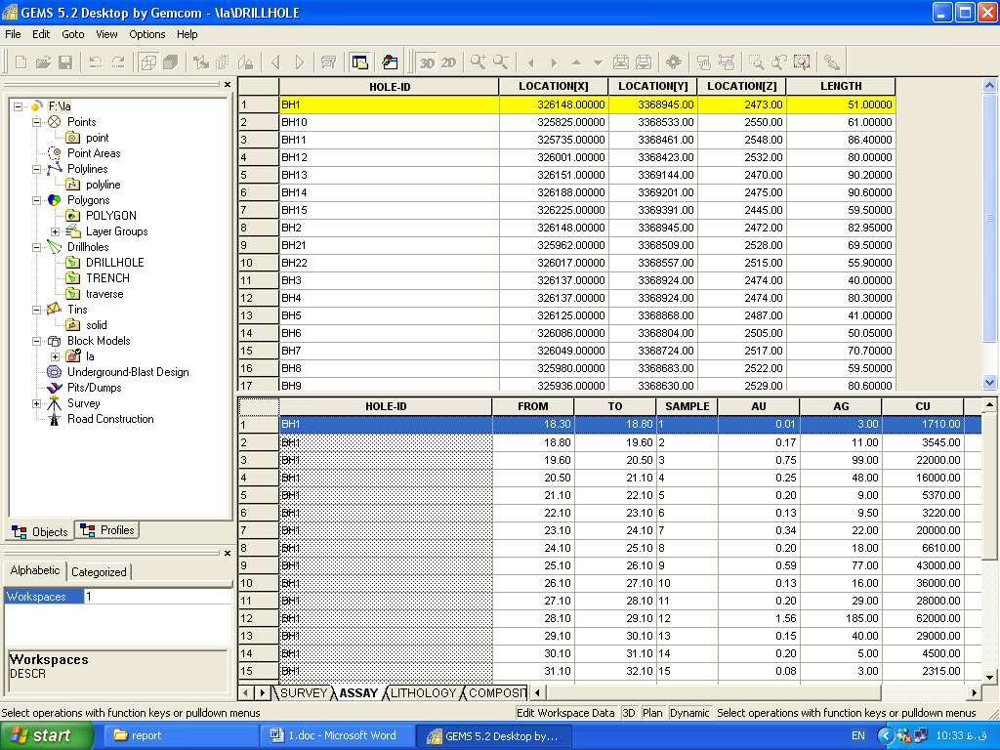 GEMS 5.2 Desktop by Gemcom - \la\DRILLHOLE
File Edit Goto View Options Help
3D 2D
F:\la
Points
point
Point Areas
Polylines
polyline
Polygons
POLYGON
Layer Groups
Drillholes
DRILLHOLE
TRENCH
traverse
Tins
solid
Block Models
la
Underground-Blast Design
Pits/Dumps
Survey
Road Construction
Objects Profiles
Alphabetic Categorized
Workspaces 1
Workspaces
DESCR
HOLE-ID LOCATION[X] LOCATION[Y] LOCATION[Z] LENGTH
1 BH1 326148.00000 3368945.00 2473.00 51.00000
2 BH10 325825.00000 3368533.00 2550.00 61.00000
3 BH11 325735.00000 3368461.00 2548.00 86.40000
4 BH12 326001.00000 3368423.00 2532.00 80.00000
5 BH13 326151.00000 3369144.00 2470.00 90.20000
6 BH14 326188.00000 3369201.00 2475.00 90.60000
7 BH15 326225.00000 3369391.00 2445.00 59.50000
8 BH2 326148.00000 3368945.00 2472.00 82.95000
9 BH21 325962.00000 3368509.00 2528.00 69.50000
10 BH22 326017.00000 3368557.00 2515.00 55.90000
11 BH3 326137.00000 3368924.00 2474.00 40.00000
12 BH4 326137.00000 3368924.00 2474.00 80.30000
13 BH5 326125.00000 3368868.00 2487.00 41.00000
14 BH6 326086.00000 3368804.00 2505.00 50.05000
15 BH7 326049.00000 3368724.00 2517.00 70.70000
16 BH8 325980.00000 3368683.00 2522.00 59.50000
17 BH9 325936.00000 3368630.00 2529.00 80.60000
HOLE-ID FROM TO SAMPLE AU AG CU
1 BH1 18.30 18.80 1 0.01 3.00 1710.00
2 BH1 18.80 19.60 2 0.17 11.00 3545.00
3 BH1 19.60 20.50 3 0.75 99.00 22000.00
4 BH1 20.50 21.10 4 0.25 48.00 16000.00
5 BH1 21.10 22.10 5 0.20 9.00 5370.00
6 BH1 22.10 23.10 6 0.13 9.50 3220.00
7 BH1 23.10 24.10 7 0.34 22.00 20000.00
8 BH1 24.10 25.10 8 0.20 18.00 6610.00
9 BH1 25.10 26.10 9 0.59 77.00 43000.00
10 BH1 26.10 27.10 10 0.13 16.00 36000.00
11 BH1 27.10 28.10 11 0.20 29.00 28000.00
12 BH1 28.10 29.10 12 1.56 185.00 62000.00
13 BH1 29.10 30.10 13 0.15 40.00 29000.00
14 BH1 30.10 31.10 14 0.20 5.00 4500.00
15 BH1 31.10 32.10 15 0.08 3.00 2315.00
SURVEY ASSAY LITHOLOGY COMPOSIT
Select operations with function keys or pulldown menus Edit Workspace Data 3D Plan Dynamic Select operations with function keys or pulldown menus
start report 1.doc - Microsoft Word GEMS 5.2 Desktop by... EN 10:33 ق.ظ